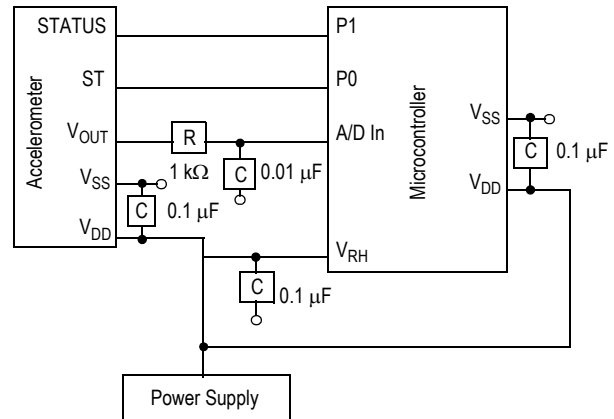 STATUS
P1
ST
P0
Accelerometer
Microcontroller
VOUT
R
A/D In
1 kΩ
C
0.01 μF
VSS
C
0.1 μF
VDD
VSS
C
0.1 μF
VDD
VRH
C
0.1 μF
Power Supply